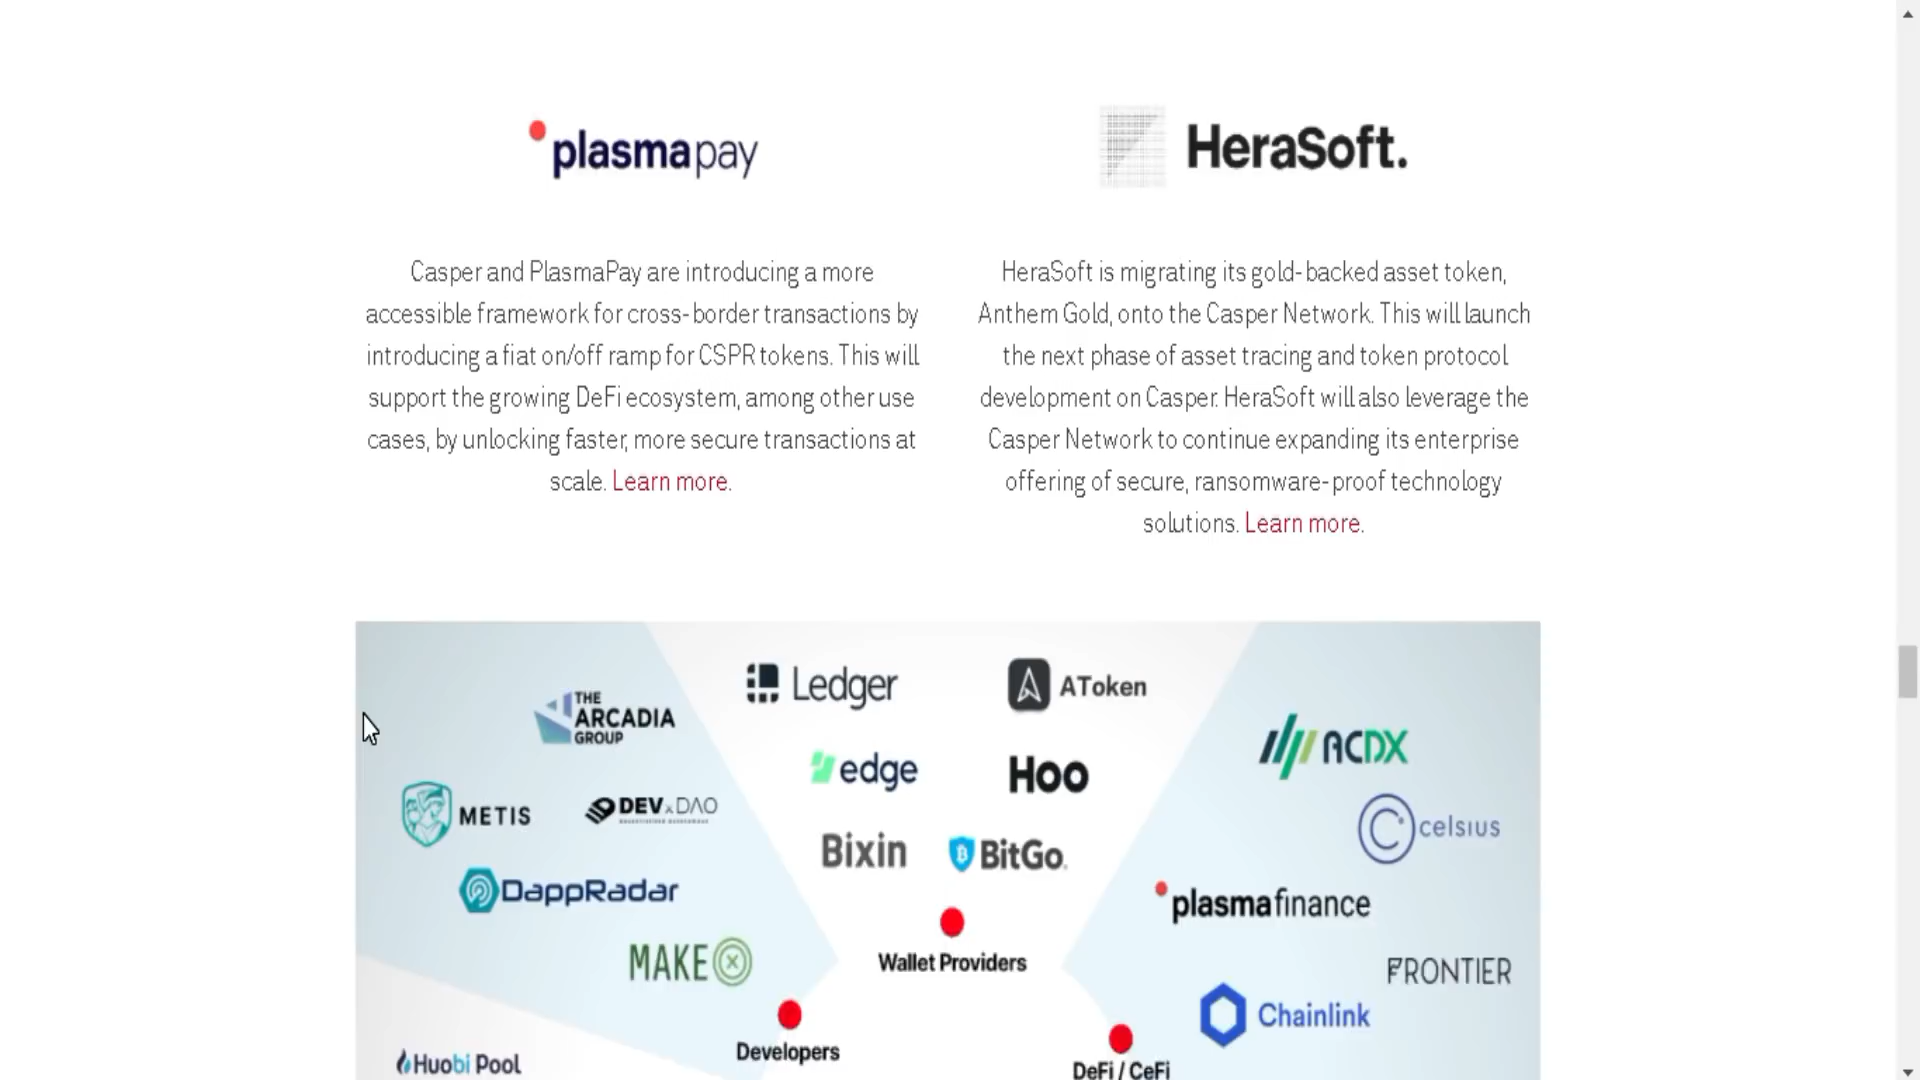 plasmapay
HeraSoft.
Casper and PlasmaPay are introducing a more
accessible framework for cross-border transactions by
introducing a fiat on/off ramp for CSPR tokens. This will
support the growing DeFi ecosystem, among other use
cases, by unlocking faster, more secure transactions at
scale. Learn more.
HeraSoft is migrating its gold-backed asset token,
Anthem Gold, onto the Casper Network. This will launch
the next phase of asset tracing and token protocol
development on Casper. HeraSoft will also leverage the
Casper Network to continue expanding its enterprise
offering of secure, ransomware-proof technology
solutions. Learn more.
THE
ARCADIA
GROUP
METIS
DEVxDAO
DappRadar
MAKE
Developers
Huobi Pool
Ledger
AToken
edge
Hoo
Bixin
BitGo
Wallet Providers
ACDX
celsius
plasmafinance
FRONTIER
Chainlink
DeFi / CeFi